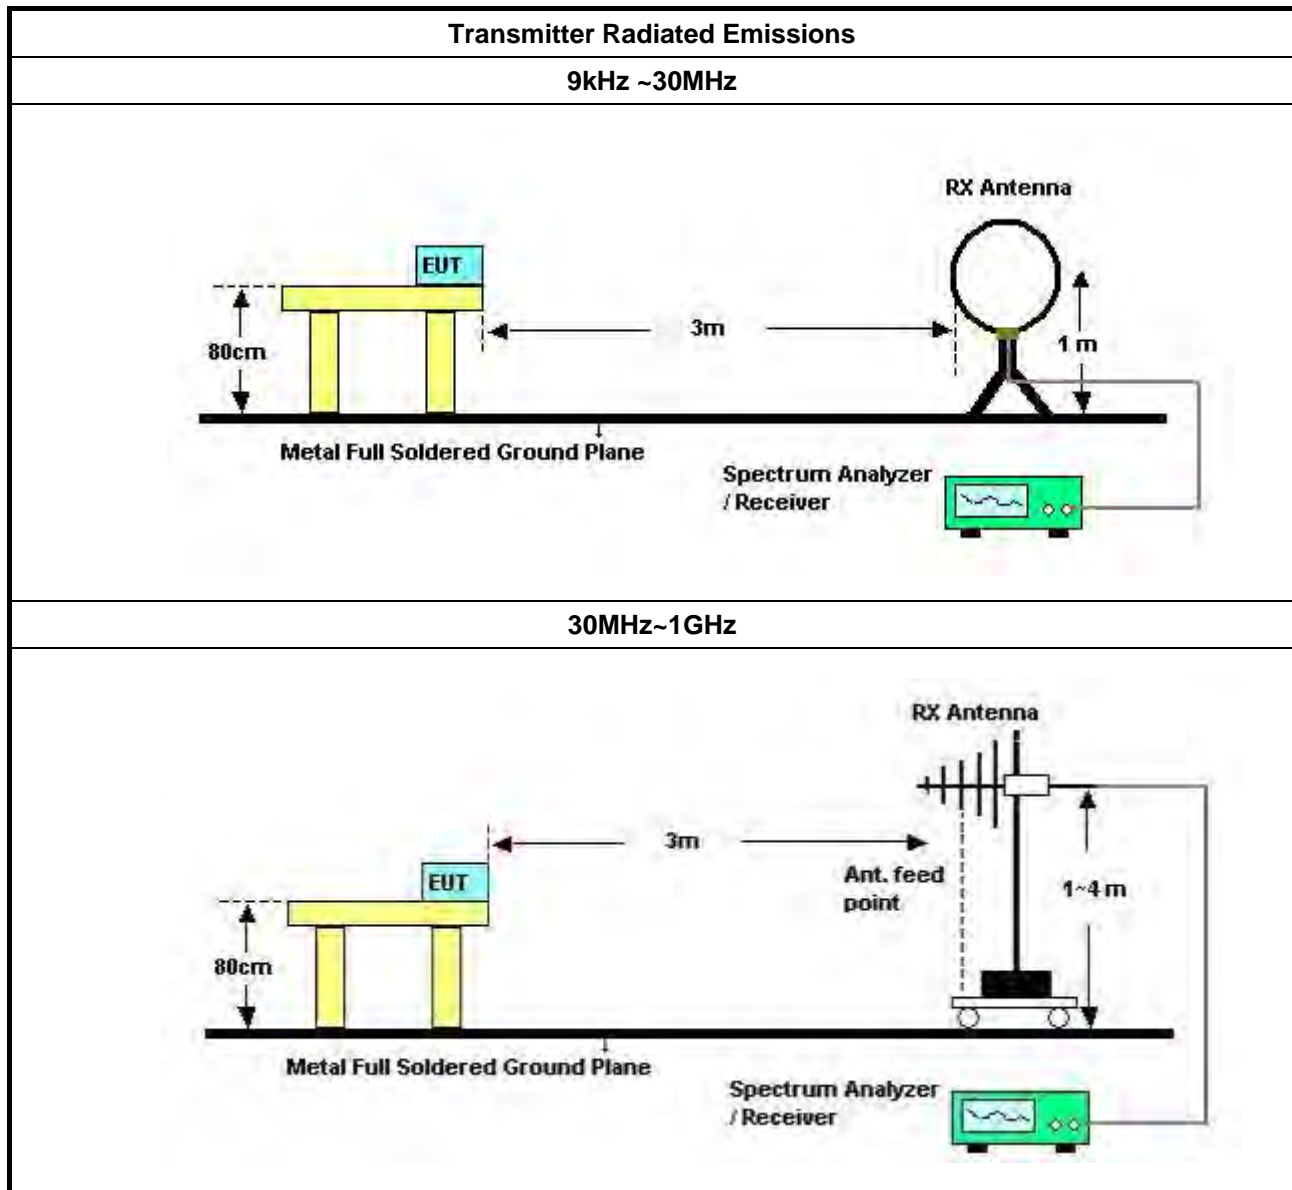 Transmitter Radiated Emissions
9kHz ~30MHz
RX Antenna
EUT
3m
80cm
1 m
Metal Full Soldered Ground Plane
Spectrum Analyzer
/ Receiver
30MHz~1GHz
RX Antenna
3m
EUT
Ant. feed
point
1~4 m
80cm
Metal Full Soldered Ground Plane
Spectrum Analyzer
/ Receiver